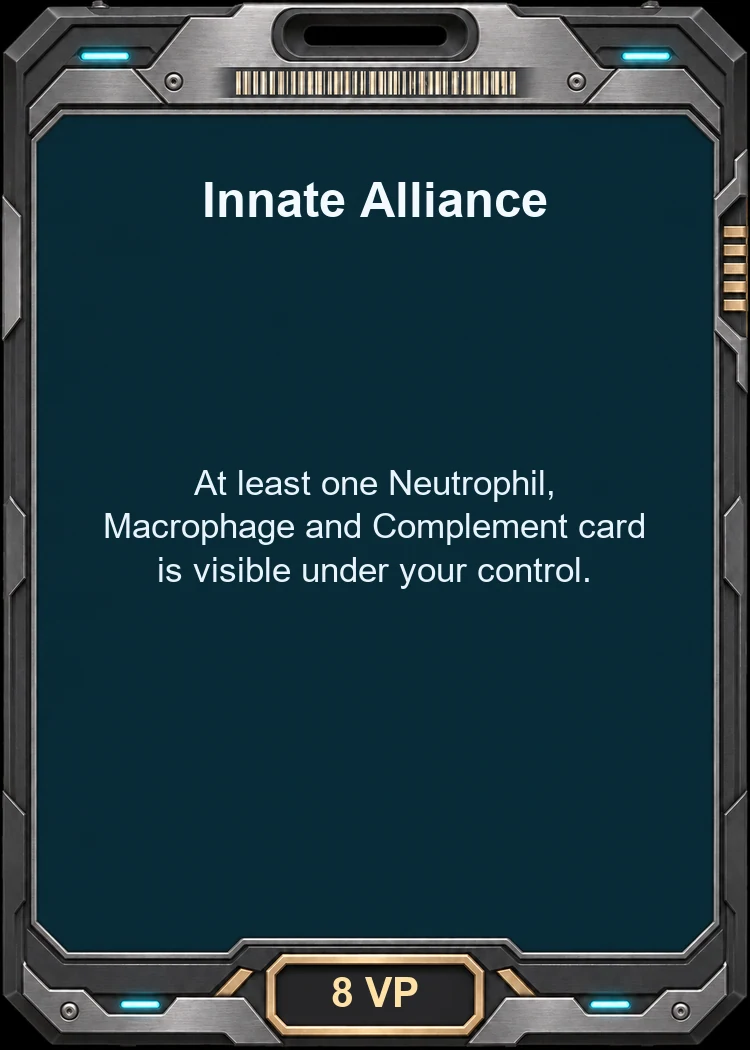 Innate Alliance
At least one Neutrophil,
Macrophage and Complement card
is visible under your control.
8 VP